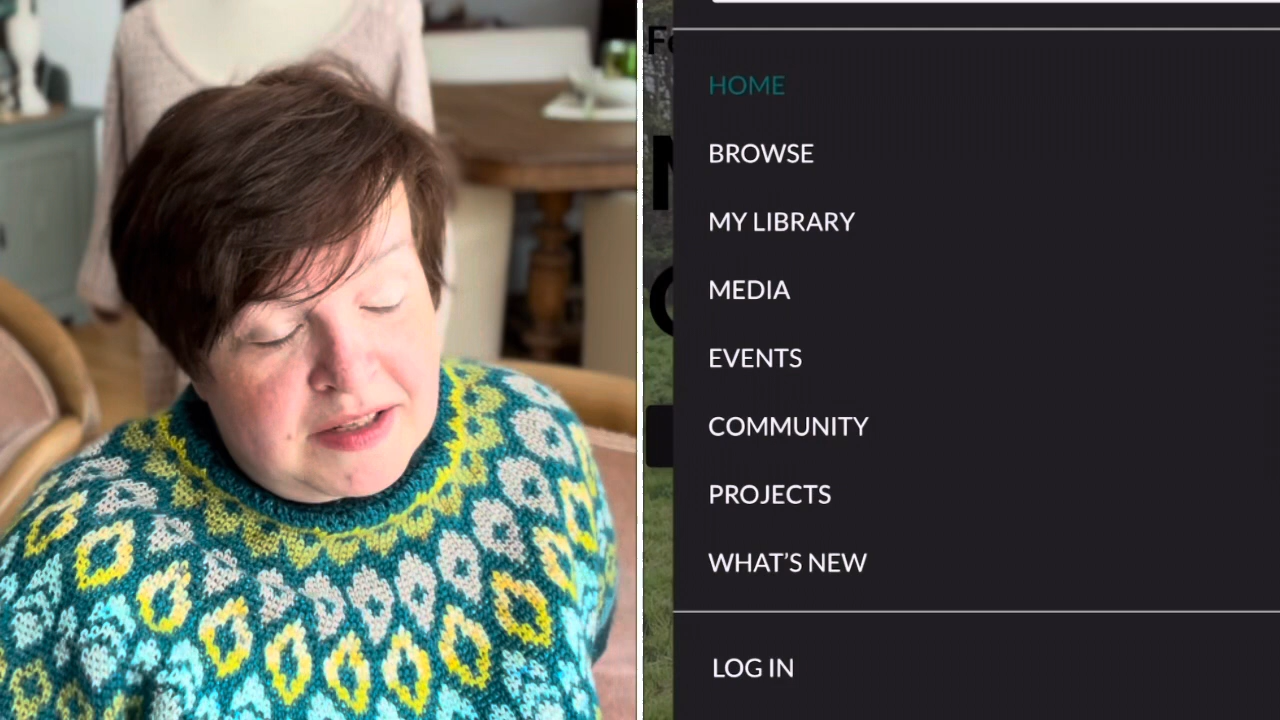 HOME
BROWSE
MY LIBRARY
MEDIA
EVENTS
COMMUNITY
PROJECTS
WHAT'S NEW
LOG IN